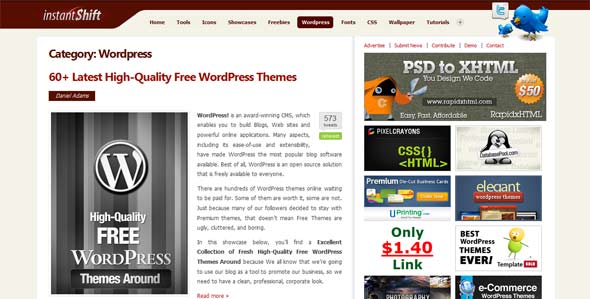 instantShift
Home Tools Icons Showcases Freebies Wordpress Fonts CSS Wallpaper Tutorials
Category: Wordpress
60+ Latest High-Quality Free WordPress Themes
Daniel Adams
High-Quality
FREE
WORDPRESS
Themes Around
WordPress! is an award-winning CMS, which
enables you to build Blogs, Web sites and
powerful online applications. Many aspects,
including its ease-of-use and extensibility,
have made WordPress the most popular blog software
available. Best of all, WordPress is an open source solution
that is freely available to everyone.
573
tweets
retweet
There are hundreds of WordPress themes online waiting
to be paid for. Some of them are worth it, some are not.
Just because many of our followers decided to stay with
Premium themes, that doesn't mean Free Themes are
ugly, cluttered, and boring.
In this showcase below, you'll find a Excellent
Collection of Fresh High-Quality Free WordPress
Themes Around because We all know that we're going
to use our blog as a tool to promote our business, so we
need to have a clean, professional, corporate look.
Read more »
Advertise | Submit News | Contribute | Demo | Contact
PSD to XHTML
You Design We Code
www.rapidxhtml.com
Easy, Fast, Affordable
$50
RapidxHTML
PIXELCRAYONS
CSS{}
<HTML>
DatabasePool.com
Premium Die-Cut Business Cards
Order Now
UPrinting.com
elegant
wordpress themes
Only
$1.40
Link
BEST
WORDPRESS
THEMES
EVER!
Template SOLD
PHOTOGRAPHY
e-Commerce
WordPress Themes